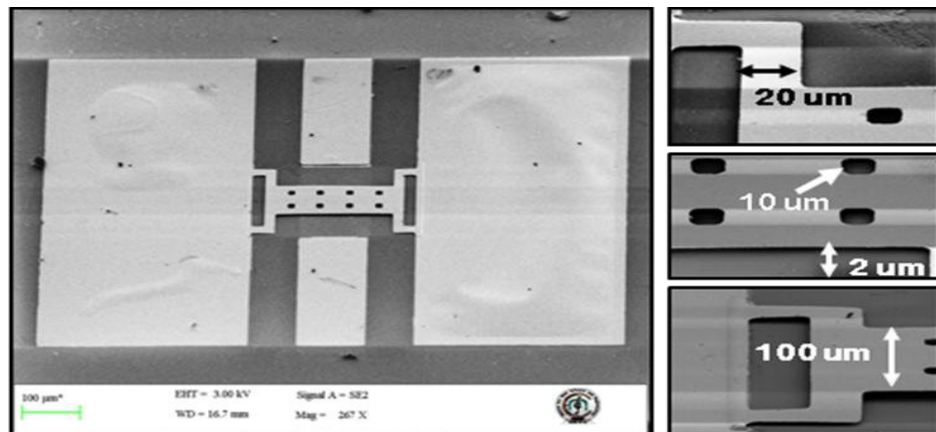 20 um
10 um
2 um
100 um
100 µm*
EHT = 3.00 kV
Signal A = SE2
WD = 16.7 mm
Mag = 267 X